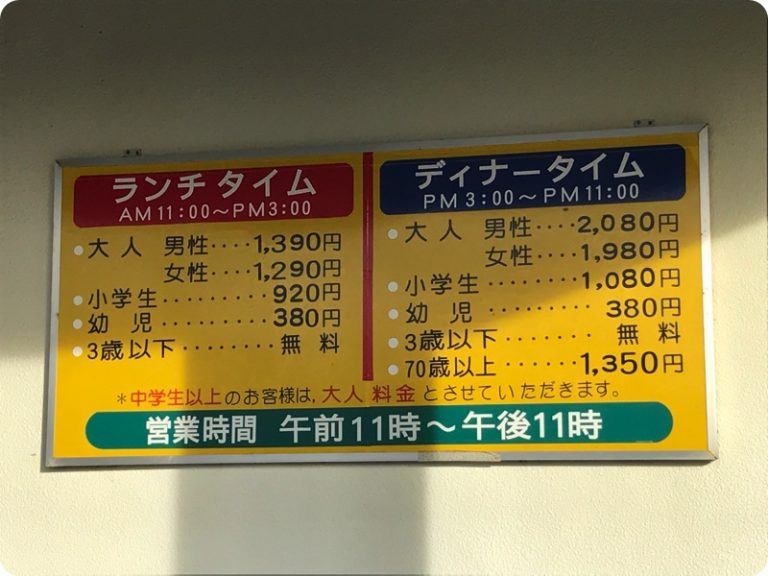 ランチタイム
AM11:00〜PM3:00
●大人 男性････1,390円
女性････1,290円
●小学生･････････920円
●幼児･････････380円
●3歳以下････････無料
ディナータイム
PM3:00〜PM11:00
●大人 男性････2,080円
女性････1,980円
●小学生････････1,080円
●幼児･････････380円
●3歳以下････････無料
●70歳以上･･････1,350円
*中学生以上のお客様は,大人料金とさせていただきます。
営業時間 午前11時〜午後11時